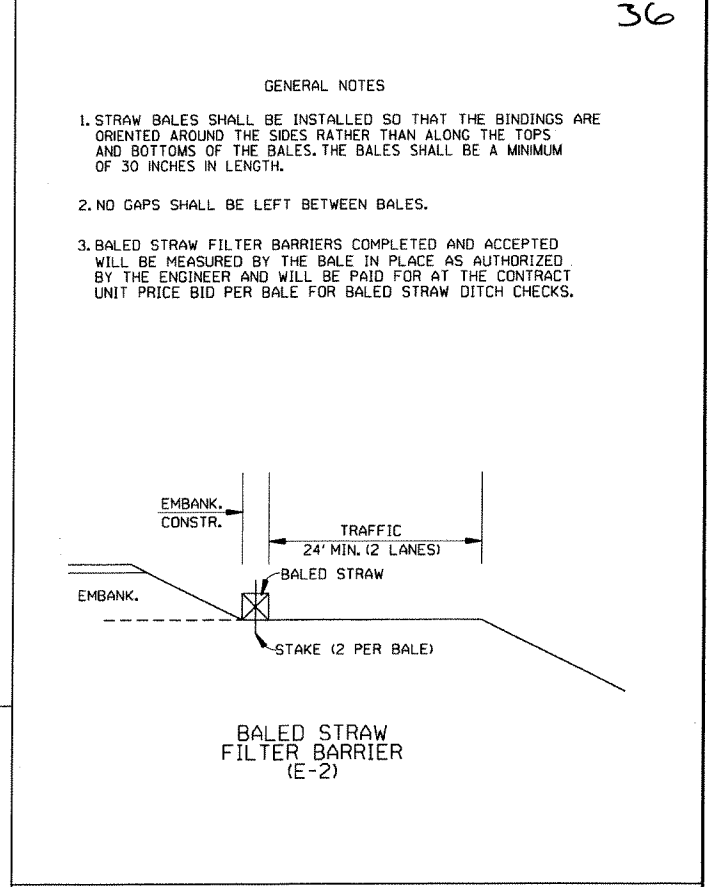 36
GENERAL NOTES
1. STRAW BALES SHALL BE INSTALLED SO THAT THE BINDINGS ARE
ORIENTED AROUND THE SIDES RATHER THAN ALONG THE TOPS
AND BOTTOMS OF THE BALES. THE BALES SHALL BE A MINIMUM
OF 30 INCHES IN LENGTH.
2. NO GAPS SHALL BE LEFT BETWEEN BALES.
3. BALED STRAW FILTER BARRIERS COMPLETED AND ACCEPTED
WILL BE MEASURED BY THE BALE IN PLACE AS AUTHORIZED
BY THE ENGINEER AND WILL BE PAID FOR AT THE CONTRACT
UNIT PRICE BID PER BALE FOR BALED STRAW DITCH CHECKS.
EMBANK.
CONSTR.
TRAFFIC
24' MIN. (2 LANES)
BALED STRAW
EMBANK.
STAKE (2 PER BALE)
BALED STRAW
FILTER BARRIER
(E-2)